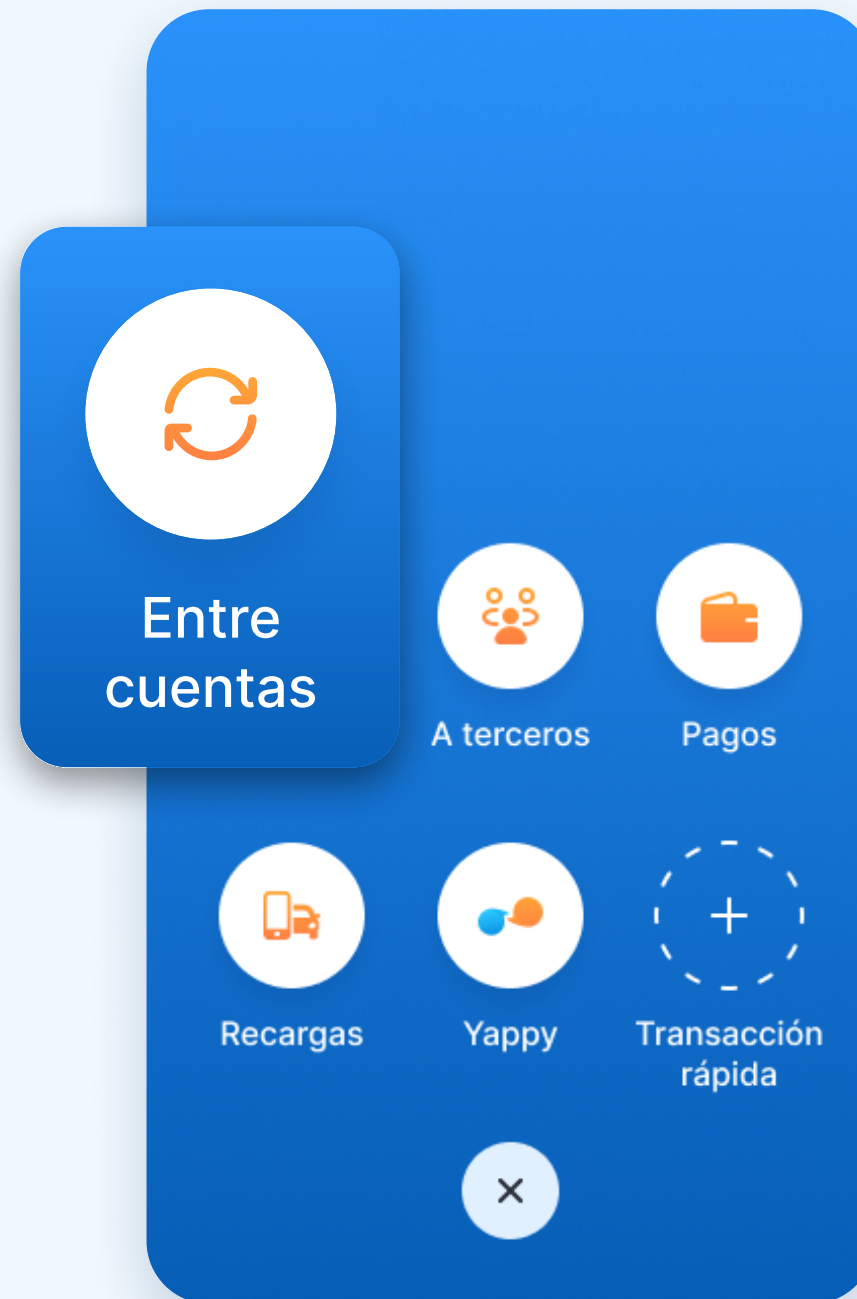 Entre
cuentas
A terceros
Pagos
Recargas
Yappy
Transacción
rápida